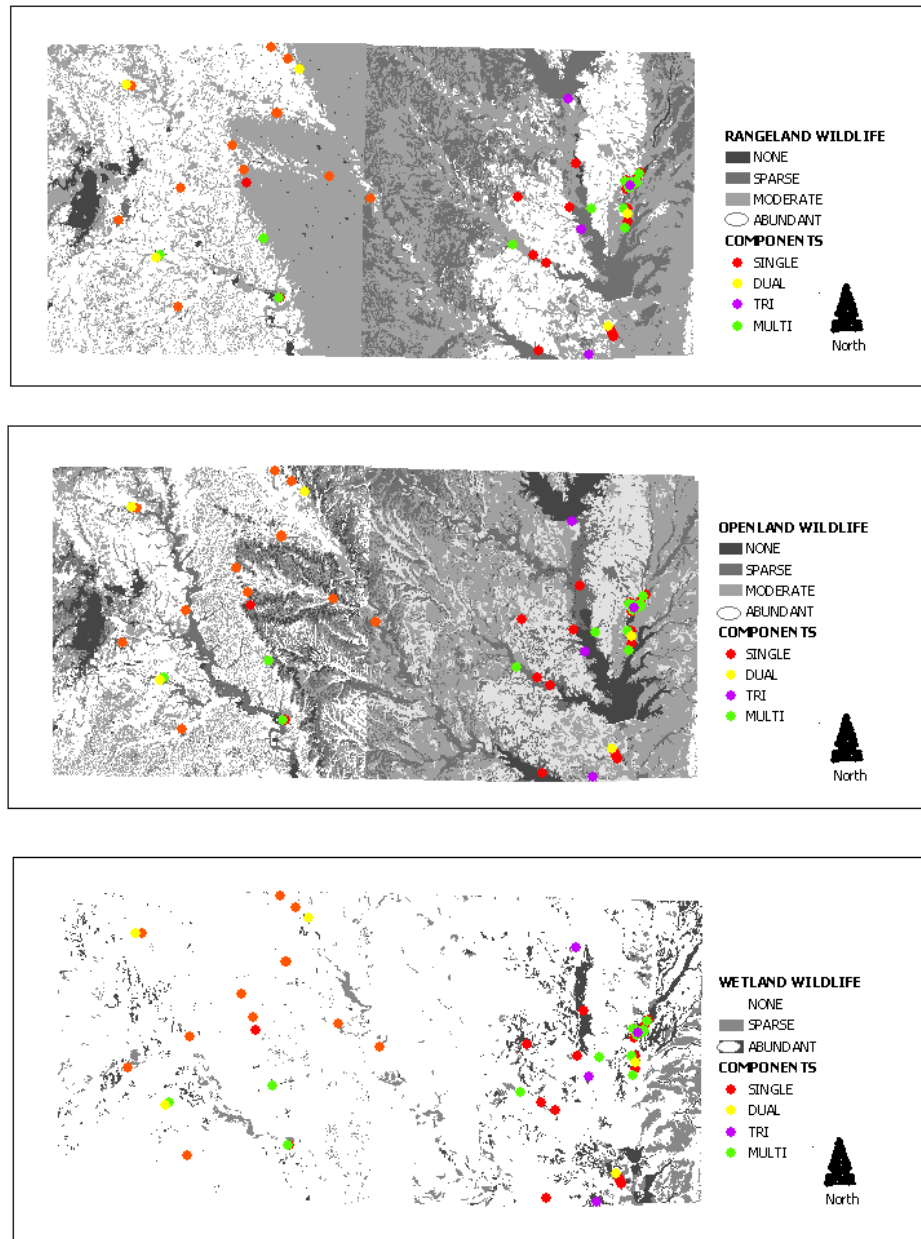 RANGELAND WILDLIFE
NONE
SPARSE
MODERATE
ABUNDANT
COMPONENTS
SINGLE
DUAL
TRI
MULTI
North
OPENLAND WILDLIFE
NONE
SPARSE
MODERATE
ABUNDANT
COMPONENTS
SINGLE
DUAL
TRI
MULTI
North
WETLAND WILDLIFE
NONE
SPARSE
ABUNDANT
COMPONENTS
SINGLE
DUAL
TRI
MULTI
North